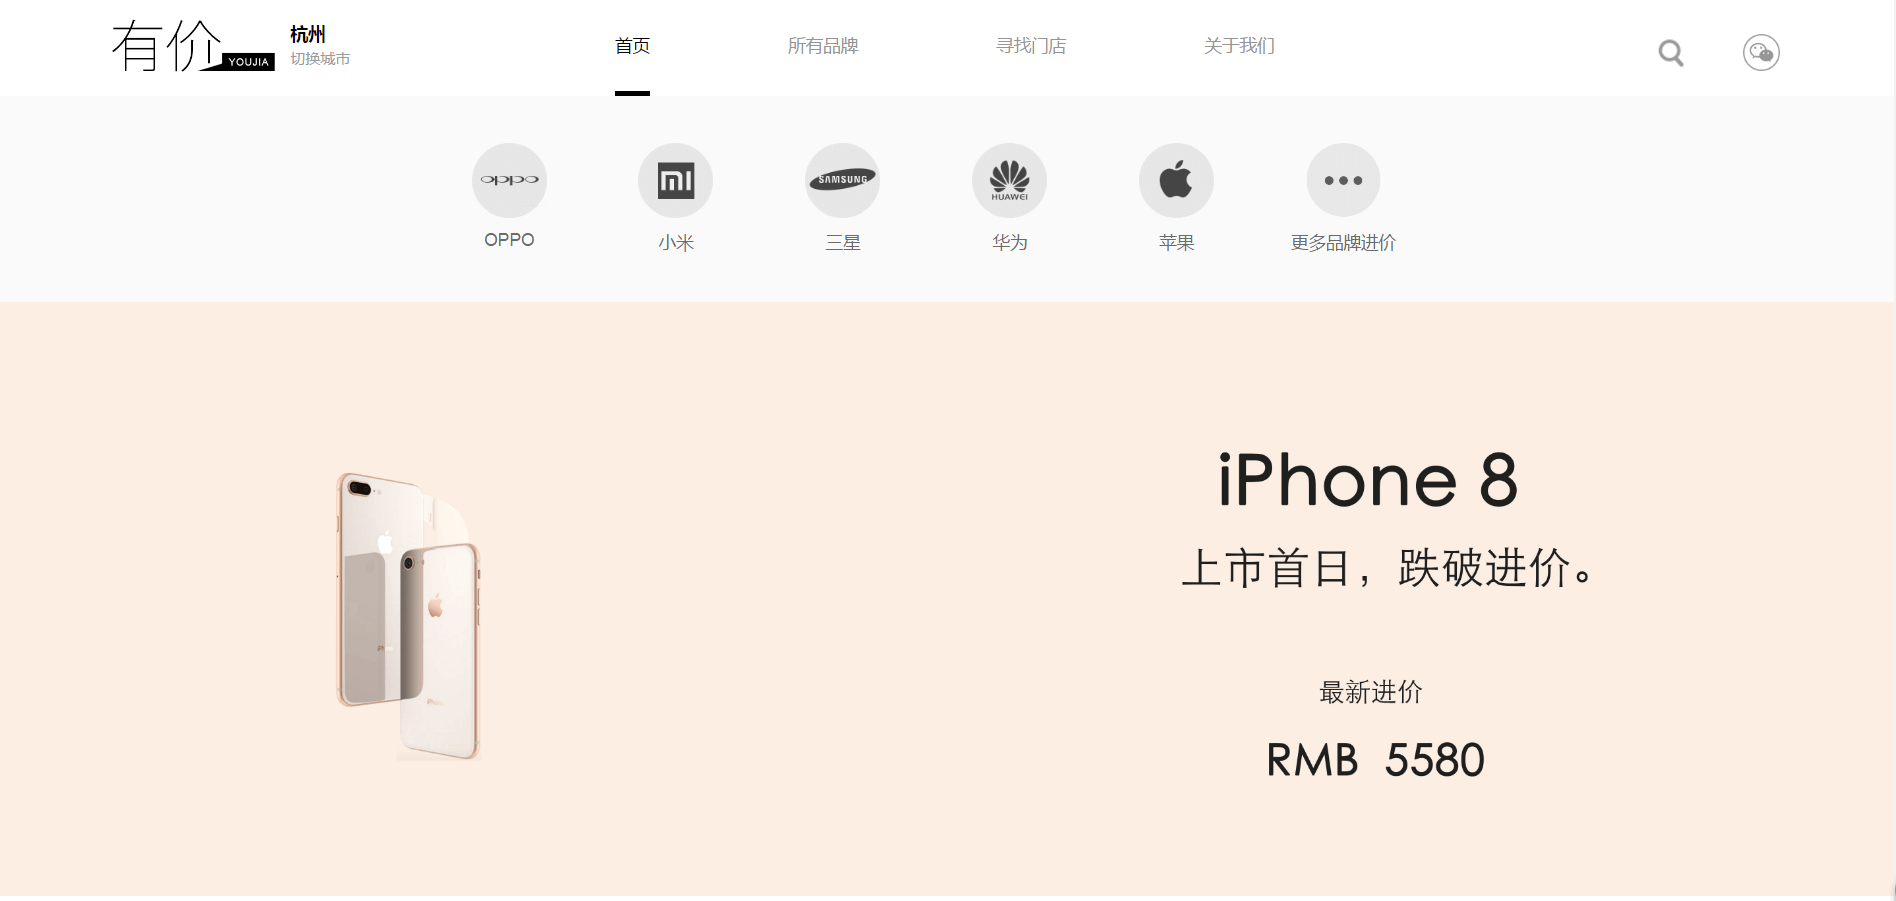 有价 YOUJIA
杭州
切换城市
首页 所有品牌 寻找门店 关于我们
oppo mi SAMSUNG HUAWEI
OPPO 小米 三星 华为 苹果 更多品牌进价
iPhone 8
上市首日，跌破进价。
最新进价
RMB 5580
iPhone